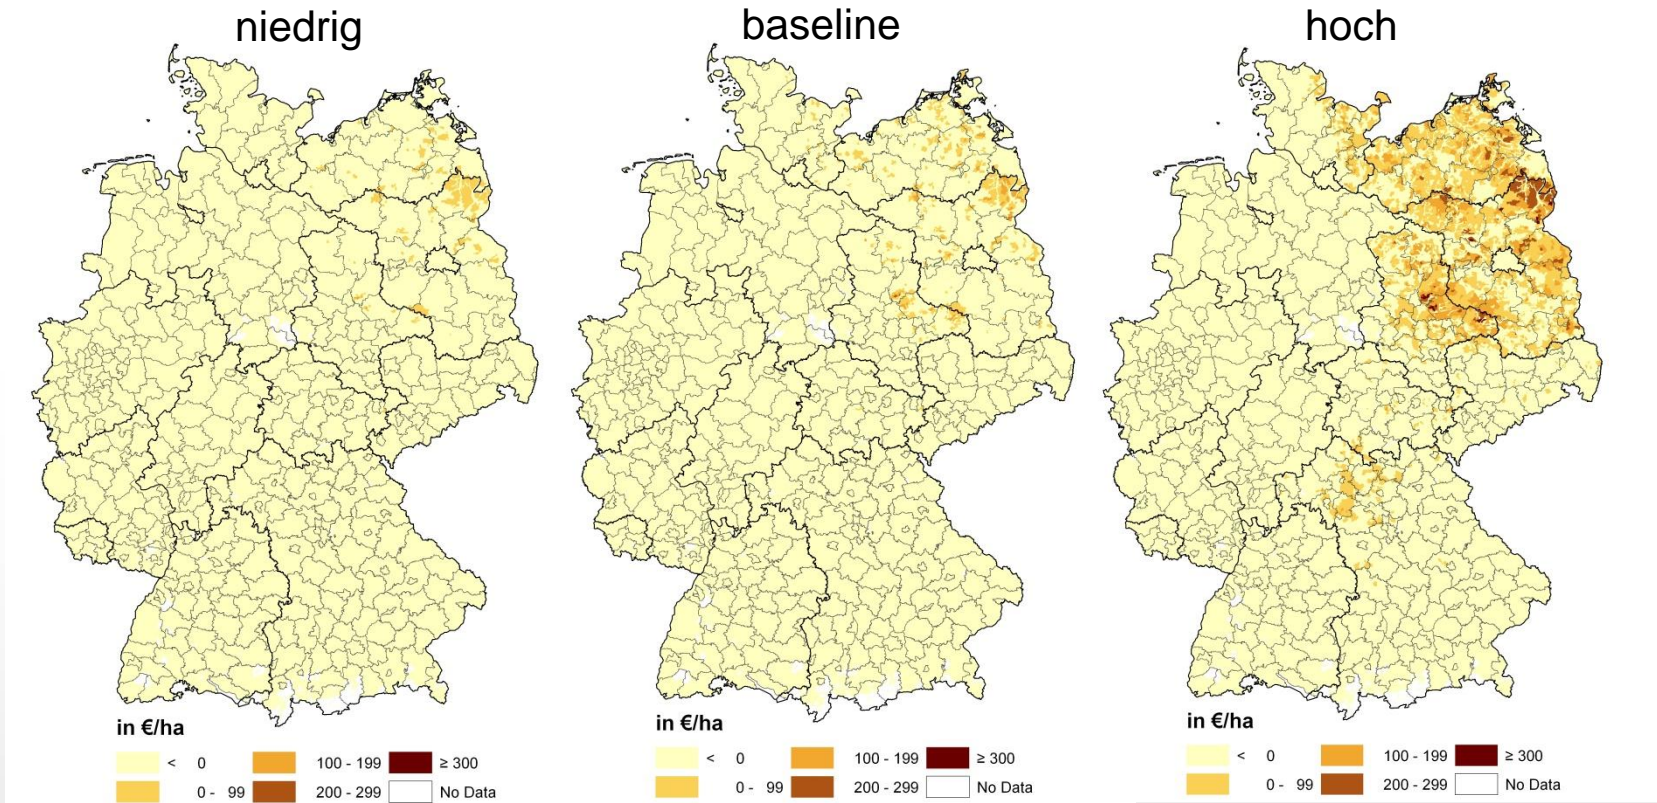 niedrig
baseline
hoch
in €/ha
< 0
100 - 199
≥ 300
0 - 99
200 - 299
No Data
in €/ha
< 0
100 - 199
≥ 300
0 - 99
200 - 299
No Data
in €/ha
< 0
100 - 199
≥ 300
0 - 99
200 - 299
No Data